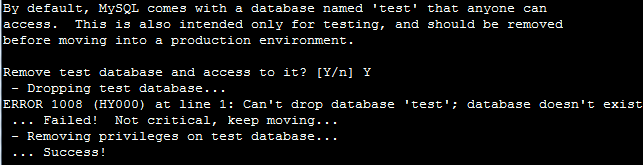 By default, MySQL comes with a database named 'test' that anyone can
access.  This is also intended only for testing, and should be removed
before moving into a production environment.
Remove test database and access to it? [Y/n] Y
 - Dropping test database...
ERROR 1008 (HY000) at line 1: Can't drop database 'test'; database doesn't exist
 ... Failed!  Not critical, keep moving...
 - Removing privileges on test database...
 ... Success!